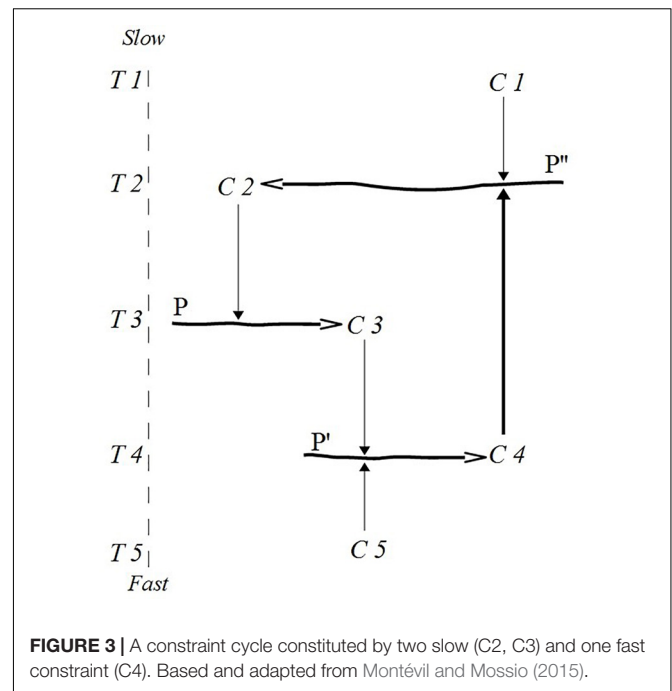 Slow
T 1
C 1
P"
T 2
C 2
P
T 3
C 3
P'
T 4
C 4
T 5
C 5
Fast
FIGURE 3 | A constraint cycle constituted by two slow (C2, C3) and one fast
constraint (C4). Based and adapted from Montévil and Mossio (2015).